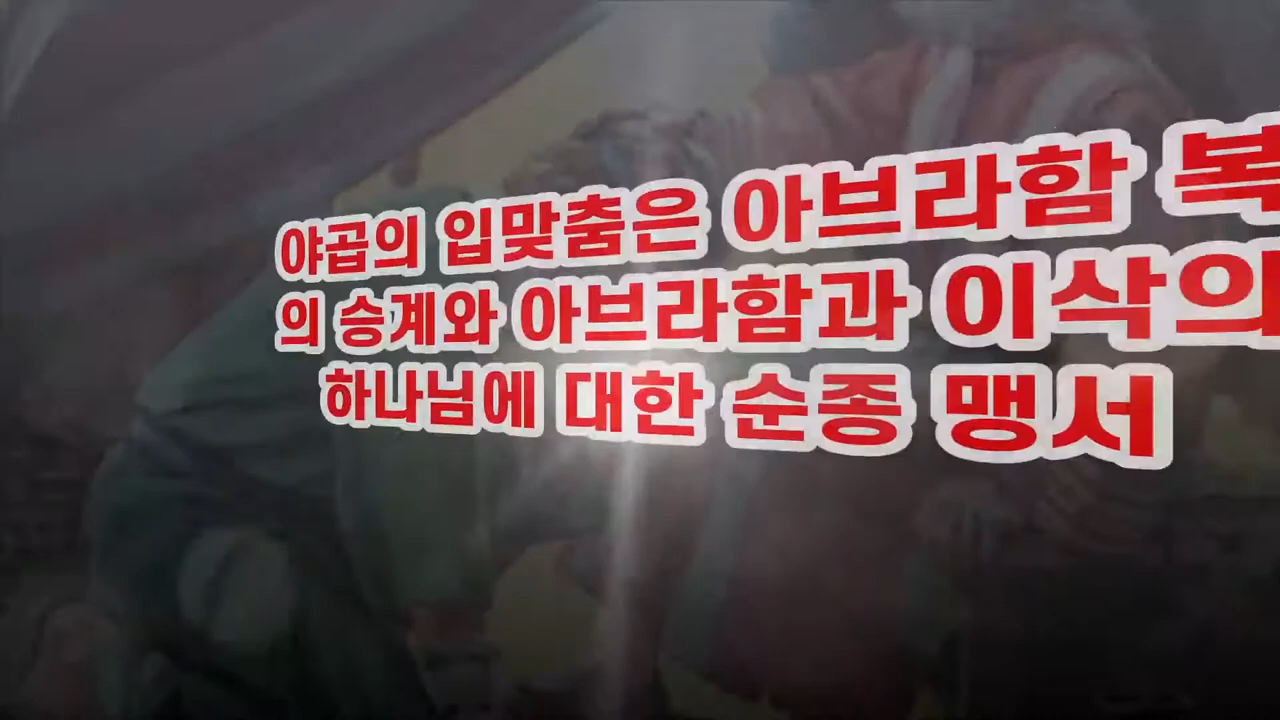 야곱의 입맞춤은 아브라함 복
의 승계와 아브라함과 이삭의
하나님에 대한 순종 맹서